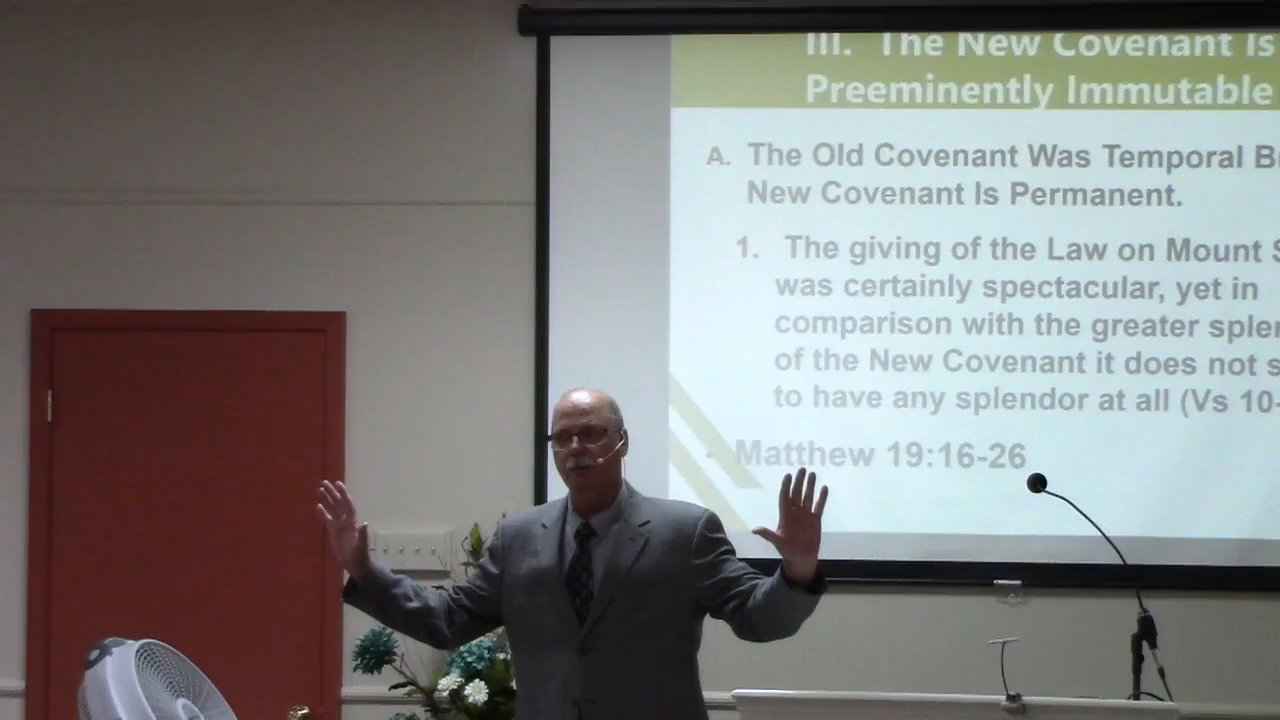 III. The New Covenant Is
Preeminently Immutable
A. The Old Covenant Was Temporal
New Covenant Is Permanent.
1. The giving of the Law on Mount
was certainly spectacular, yet in
comparison with the greater
of the New Covenant it does not
to have any splendor at all (Vs 10-
- Matthew 19:16-26